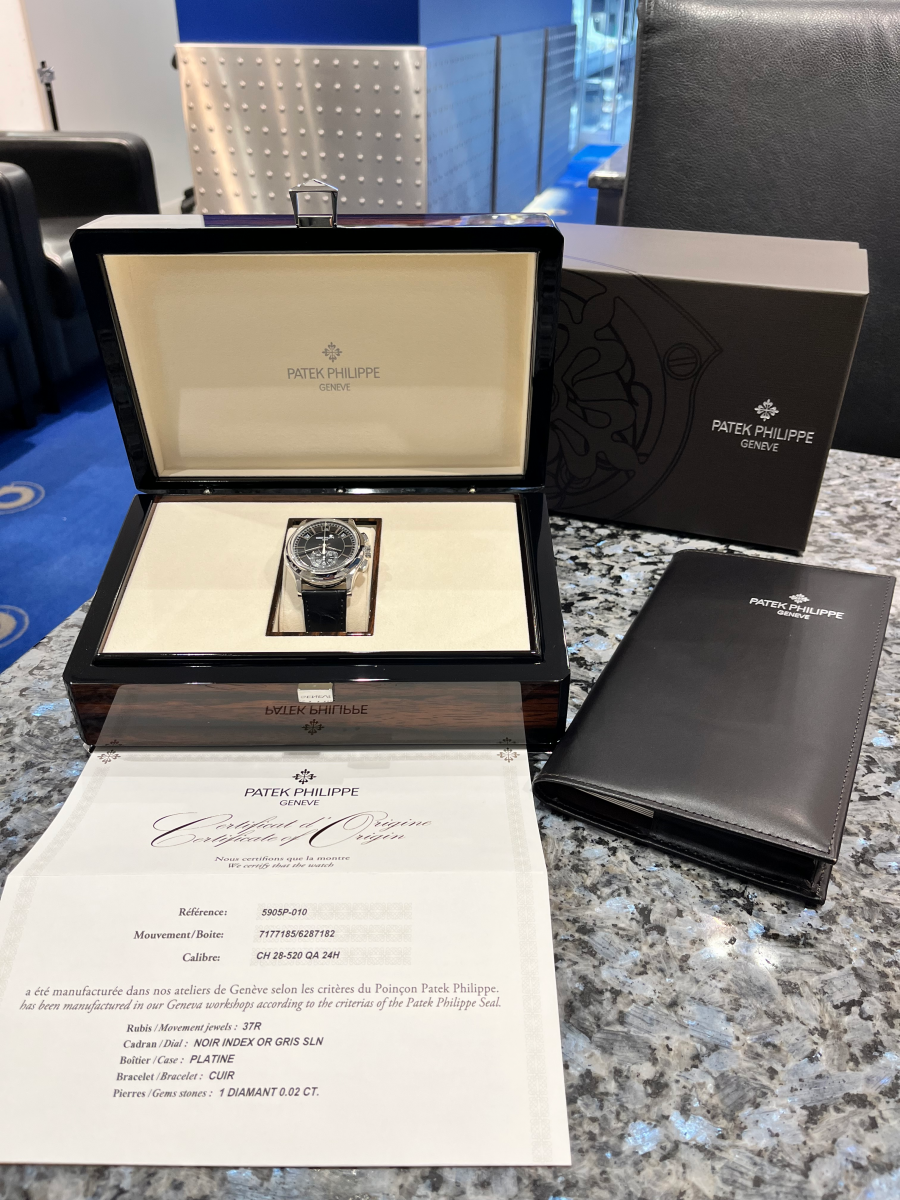 PATEK PHILIPPE
GENEVE
PATEK PHILIPPE
GENEVE
PATEK PHILIPPE
GENEVE
PATEK PHILIPPE
PATEK PHILIPPE
GENEVE
Certificat d'Origine
Certificate of Origin
Nous certifions que la montre
We certify that the watch
Référence: 5905P-010
Mouvement/Boite: 7177185/6287182
Calibre: CH 28-520 QA 24H
a été manufacturée dans nos ateliers de Genève selon les critères du Poinçon Patek Philippe.
has been manufactured in our Geneva workshops according to the criterias of the Patek Philippe Seal.
Rubis /Movement jewels : 37R
Cadran /Dial : NOIR INDEX OR GRIS SLN
Boîtier /Case : PLATINE
Bracelet /Bracelet : CUIR
Pierres /Gems stones : 1 DIAMANT 0.02 CT.